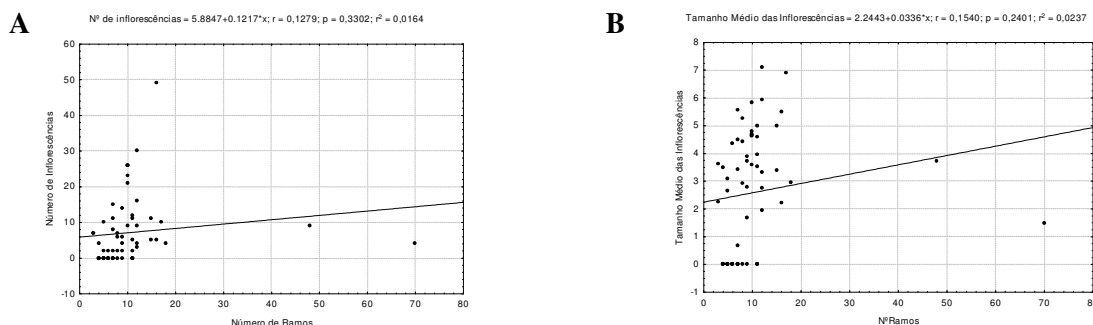 A
Nº de inflorescências = 5.8847+0.1217*x; r = 0,1279; p = 0,3302; r² = 0,0164
60
50
40
30
20
10
0
-10
Número de Inflorescências
0 10 20 30 40 50 60 70 80
Número de Ramos
B
Tamanho Médio das Inflorescências = 2.2443+0.0336*x; r = 0,1540; p = 0,2401; r² = 0,0237
8
7
6
5
4
3
2
1
0
-1
Tamanho Médio das Inflorescências
0 10 20 30 40 50 60 70 80
NºRamos